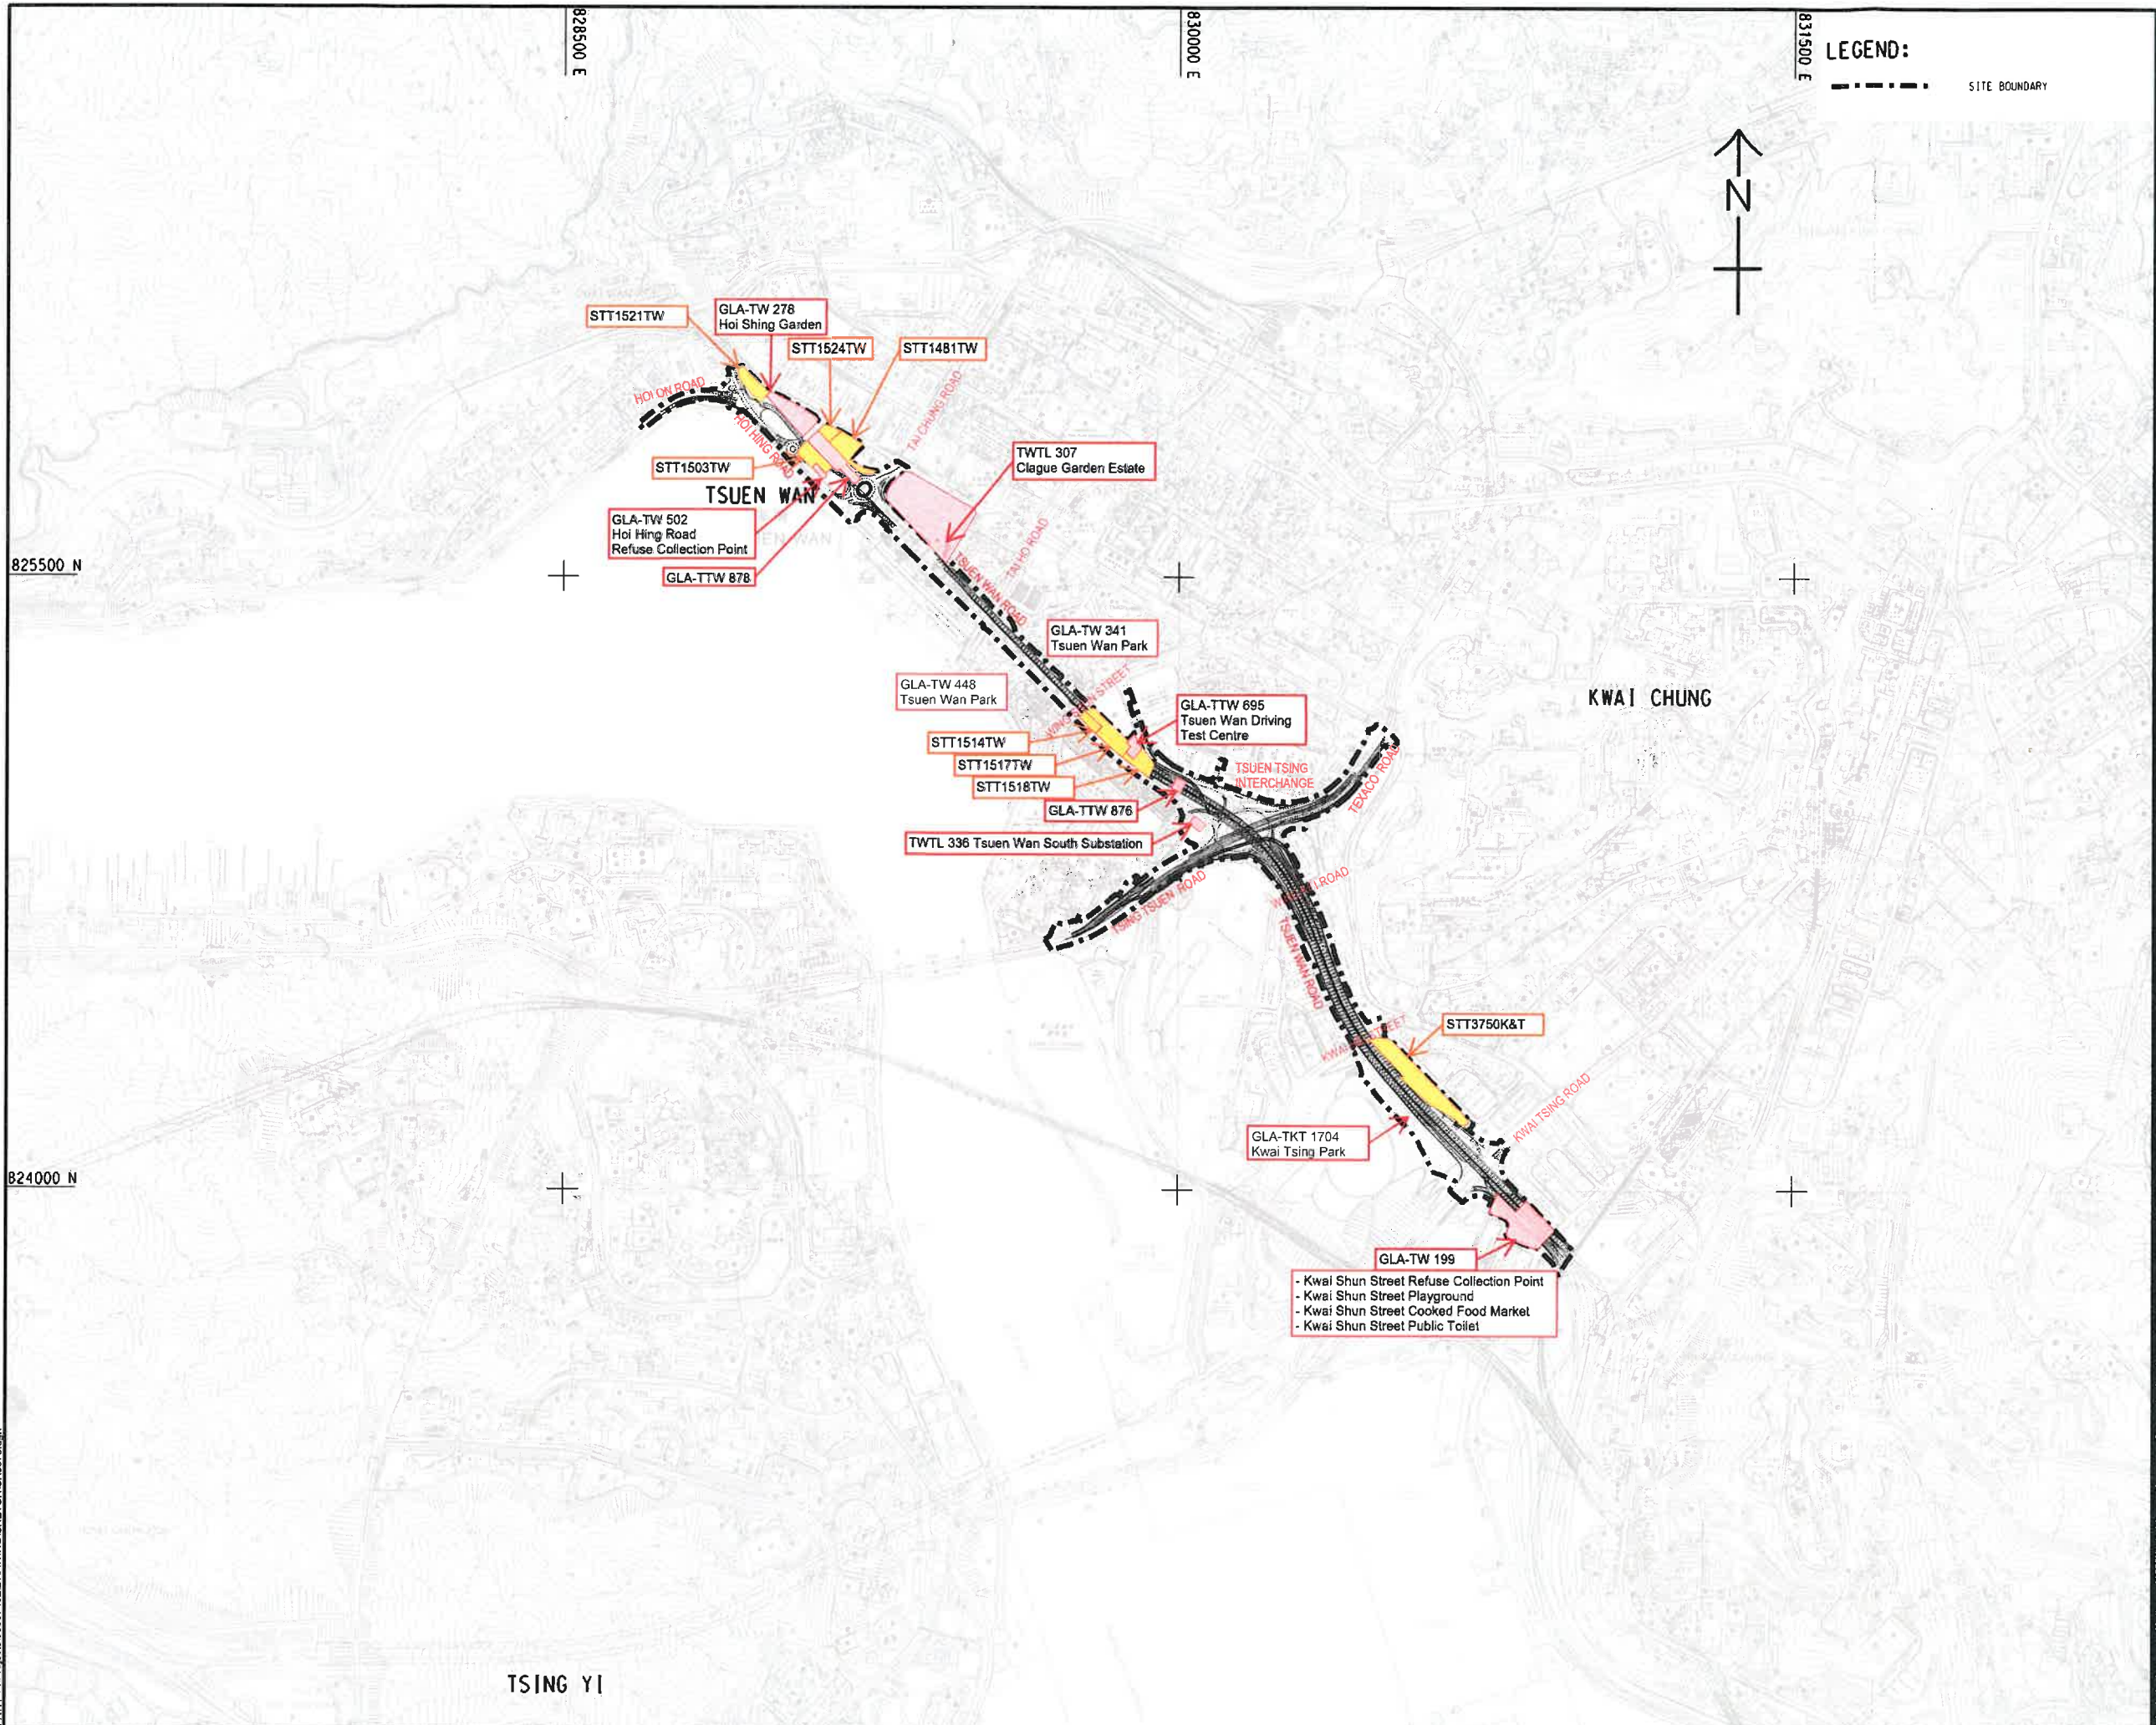 828500 E
830000 E
831500 E
LEGEND:
SITE BOUNDARY
N
STT1521TW
GLA-TW 278
Hoi Shing Garden
STT1524TW
STT1481TW
HOI ON ROAD
HOI HING ROAD
TAI CHUNG ROAD
STT1503TW
TSUEN WAN
TWTL 307
Clague Garden Estate
GLA-TW 502
Hoi Hing Road
Refuse Collection Point
GLA-TTW 878
825500 N
TSUEN WAN ROAD
TAI HO ROAD
GLA-TW 341
Tsuen Wan Park
GLA-TW 448
Tsuen Wan Park
STREET
GLA-TTW 695
Tsuen Wan Driving
Test Centre
KWAI CHUNG
STT1514TW
STT1517TW
STT1518TW
GLA-TTW 876
TSUEN TSING
INTERCHANGE
TEXACO ROAD
TWTL 336 Tsuen Wan South Substation
TSING TSUEN ROAD
ROAD
TSUEN WAN ROAD
STT3750K&T
KWAI
STREET
KWAI TSING ROAD
GLA-TKT 1704
Kwai Tsing Park
824000 N
GLA-TW 199
- Kwai Shun Street Refuse Collection Point
- Kwai Shun Street Playground
- Kwai Shun Street Cooked Food Market
- Kwai Shun Street Public Toilet
TSING YI